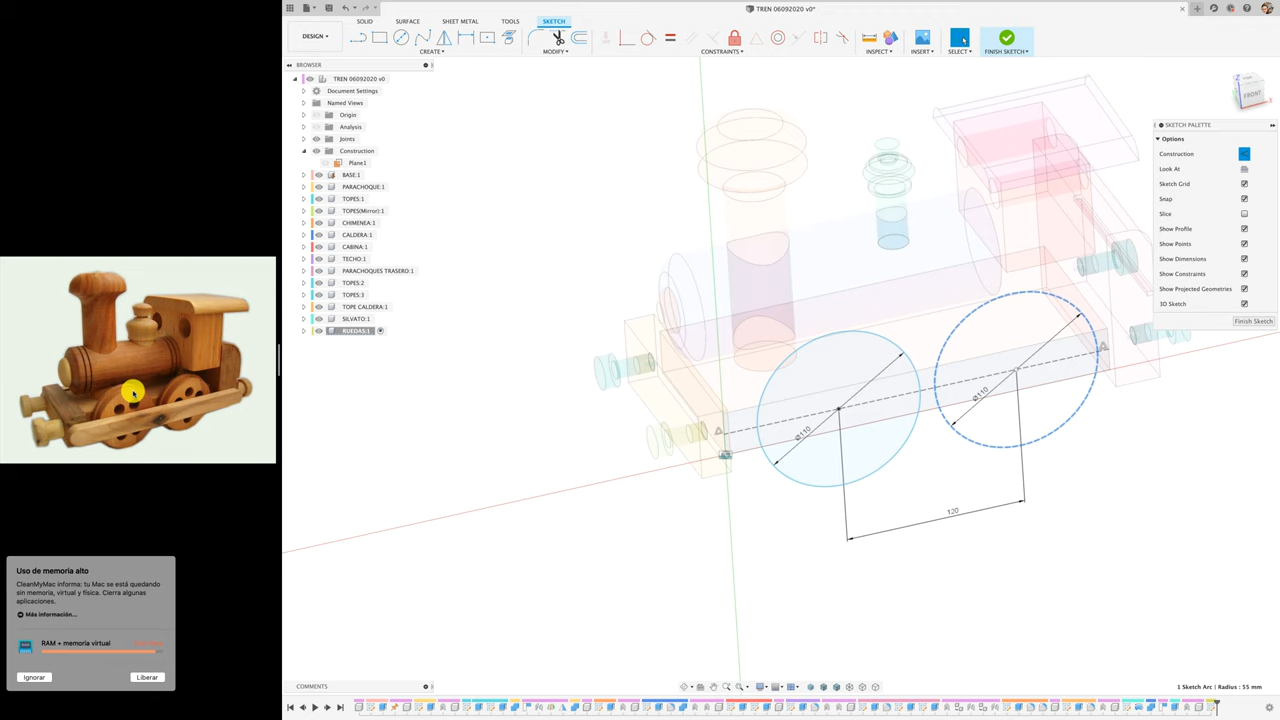 TREN 06092020 v0*
DESIGN ▾
SOLID
SURFACE
SHEET METAL
TOOLS
SKETCH
CREATE ▾
MODIFY ▾
CONSTRAINTS ▾
INSPECT ▾
INSERT ▾
SELECT ▾
FINISH SKETCH ▾
BROWSER
TREN 06092020 v0
Document Settings
Named Views
Origin
Analysis
Joints
Construction
Plane1
BASE:1
PARACHOQUE:1
TOPES:1
TOPES(Mirror):1
CHIMENEA:1
CALDERA:1
CABINA:1
TECHO:1
PARACHOQUES TRASERO:1
TOPES:2
TOPES:3
TOPE CALDERA:1
SILVATO:1
RUEDAS:1
FRONT
SKETCH PALETTE
Options
Construction
Look At
Sketch Grid
Snap
Slice
Show Profile
Show Points
Show Dimensions
Show Constraints
Show Projected Geometries
3D Sketch
Finish Sketch
Ø110
Ø110
120
Uso de memoria alto
CleanMyMac informa: tu Mac se está quedando
sin memoria, virtual y física. Cierra algunas
aplicaciones.
Más información...
RAM + memoria virtual
Ignorar
Liberar
COMMENTS
1 Sketch Arc | Radius : 55 mm